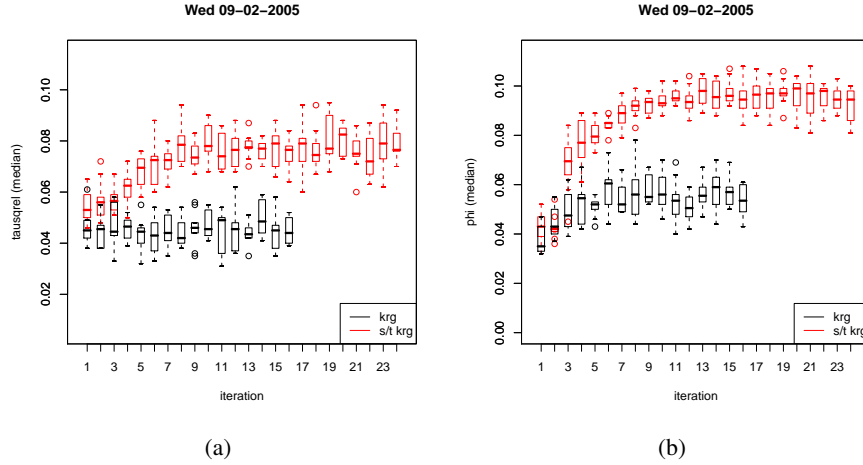 Wed 09−02−2005
tausqrel (median)
0.02 0.04 0.06 0.08 0.10
1 3 5 7 9 11 13 15 17 19 21 23
iteration
krg
s/t krg
(a)
Wed 09−02−2005
phi (median)
0.00 0.02 0.04 0.06 0.08 0.10
1 3 5 7 9 11 13 15 17 19 21 23
iteration
krg
s/t krg
(b)